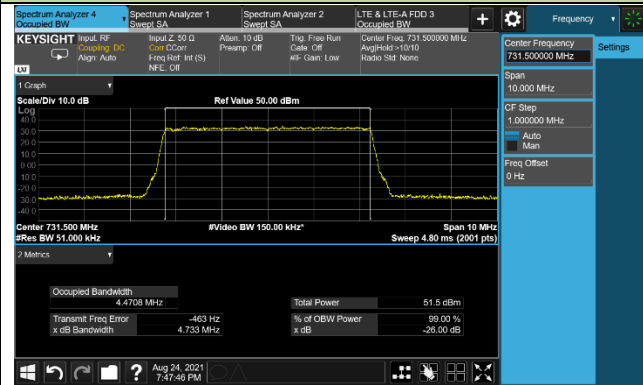 Spectrum Analyzer 4
Occupied BW
Spectrum Analyzer 1
Swept SA
Spectrum Analyzer 2
Swept SA
LTE & LTE-A FDD 3
Occupied BW
+
Frequency
KEYSIGHT
Input: RF
Coupling: DC
Align: Auto
Input Z: 50 Ω
Corr CCorr
Freq Ref: Int (S)
NFE: Off
Atten: 10 dB
Preamp: Off
Trig: Free Run
Gate: Off
#IF Gain: Low
Center Freq: 731.500000 MHz
Avg|Hold:>10/10
Radio Std: None
LXI
Center Frequency
731.500000 MHz
Settings
Span
10.000 MHz
CF Step
1.000000 MHz
Auto
Man
Freq Offset
0 Hz
1 Graph
Scale/Div 10.0 dB
Ref Value 50.00 dBm
Log
40.0
30.0
20.0
10.0
0.00
-10.0
-20.0
-30.0
-40.0
Center 731.500 MHz
#Video BW 150.00 kHz*
Span 10 MHz
#Res BW 51.000 kHz
Sweep 4.80 ms (2001 pts)
2 Metrics
Occupied Bandwidth
4.4708 MHz
Total Power
51.5 dBm
Transmit Freq Error
-463 Hz
% of OBW Power
99.00 %
x dB Bandwidth
4.733 MHz
x dB
-26.00 dB
?
Aug 24, 2021
7:47:46 PM